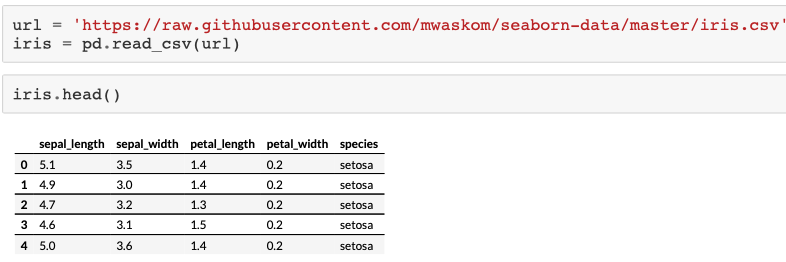 url = 'https://raw.githubusercontent.com/mwaskom/seaborn-data/master/iris.csv'
iris = pd.read_csv(url)
iris.head()
sepal_length sepal_width petal_length petal_width species
0 5.1 3.5 1.4 0.2 setosa
1 4.9 3.0 1.4 0.2 setosa
2 4.7 3.2 1.3 0.2 setosa
3 4.6 3.1 1.5 0.2 setosa
4 5.0 3.6 1.4 0.2 setosa